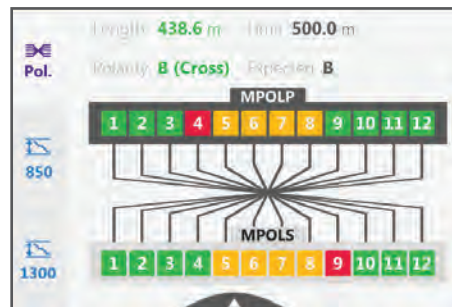 Length 438.6 m Limit 500.0 m
Pol.
Polarity B (Cross) Expected B
MPOLP
1 2 3 4 5 6 7 8 9 10 11 12
850
MPOLS
1 2 3 4 5 6 7 8 9 10 11 12
1300